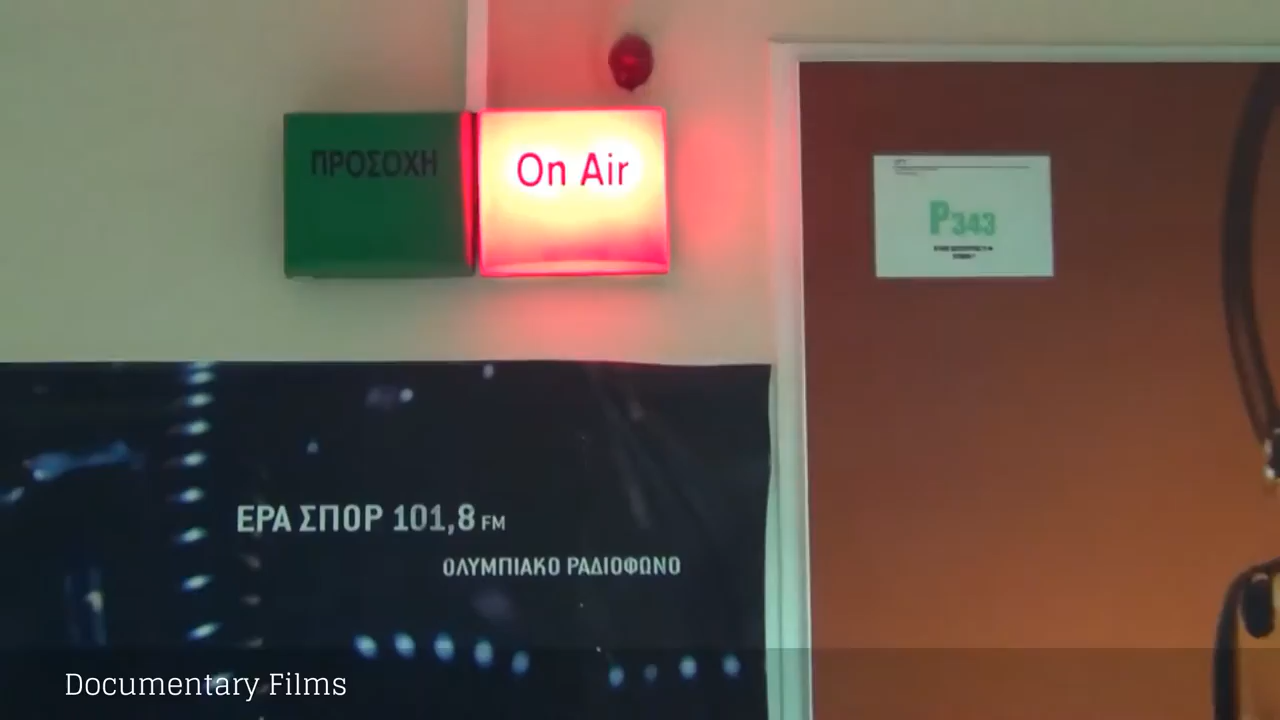 ΠΡΟΣΟΧΗ
On Air
P343
ΕΡΑ ΣΠΟΡ 101,8 FM
ΟΛΥΜΠΙΑΚΟ ΡΑΔΙΟΦΩΝΟ
Documentary Films